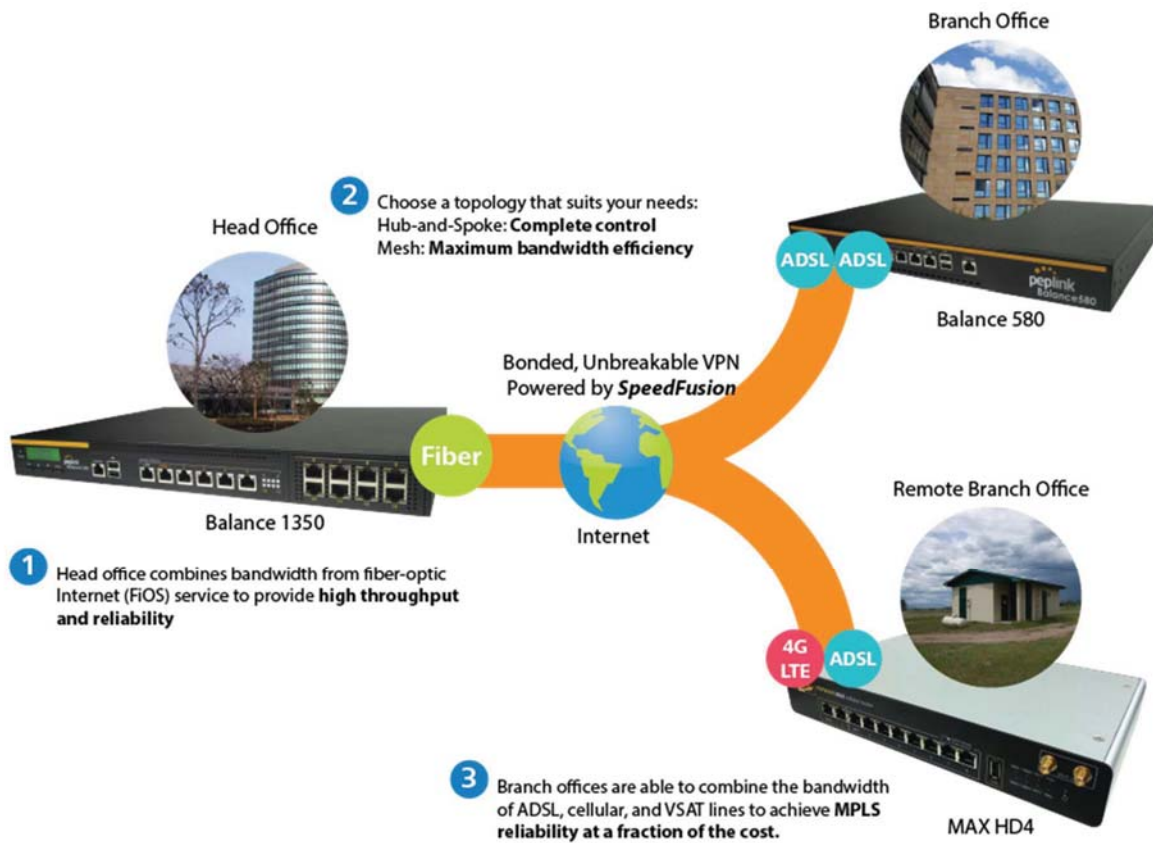 Branch Office
2
Choose a topology that suits your needs:
Hub-and-Spoke: Complete control
Mesh: Maximum bandwidth efficiency
Head Office
ADSL
ADSL
peplink
Balance580
Balance 580
Bonded, Unbreakable VPN
Powered by SpeedFusion
Fiber
Internet
Balance 1350
Remote Branch Office
1
Head office combines bandwidth from fiber-optic
Internet (FiOS) service to provide high throughput
and reliability
4G
LTE
ADSL
3
Branch offices are able to combine the bandwidth
of ADSL, cellular, and VSAT lines to achieve MPLS
reliability at a fraction of the cost.
MAX HD4